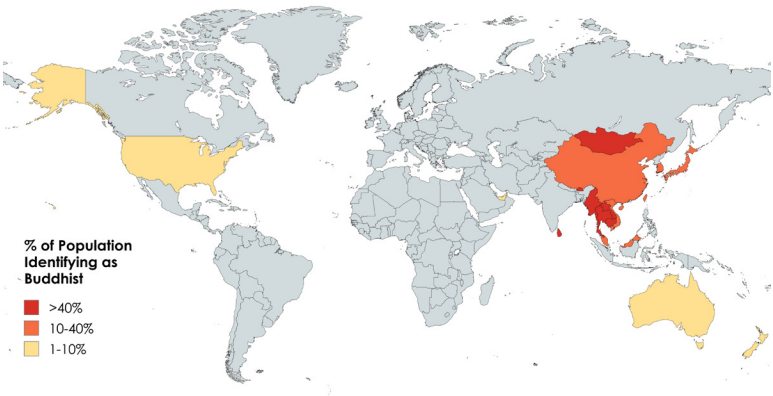 % of Population
Identifying as
Buddhist
>40%
10-40%
1-10%